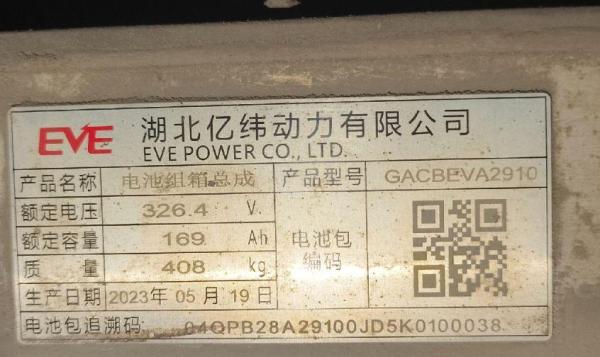 EVE 湖北亿纬动力有限公司
EVE POWER CO., LTD.
产品名称 电池组箱总成 产品型号 GACBEVA2910
额定电压 326.4 V
额定容量 169 Ah 电池包
质 量 408 kg 编码
生产日期 2023年 05 月 19日
电池包追溯码 04QPB28A29100JD5K0100038